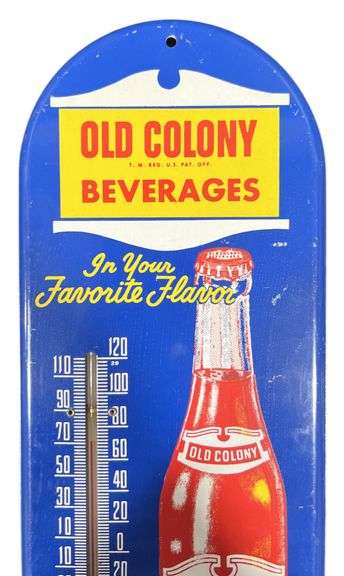 OLD COLONY
T. M. REG. U.S. PAT. OFF.
BEVERAGES
In Your
Favorite Flavor
120
110
100
90
80
70
60
50
40
30
20
10
0
10
20
OLD COLONY